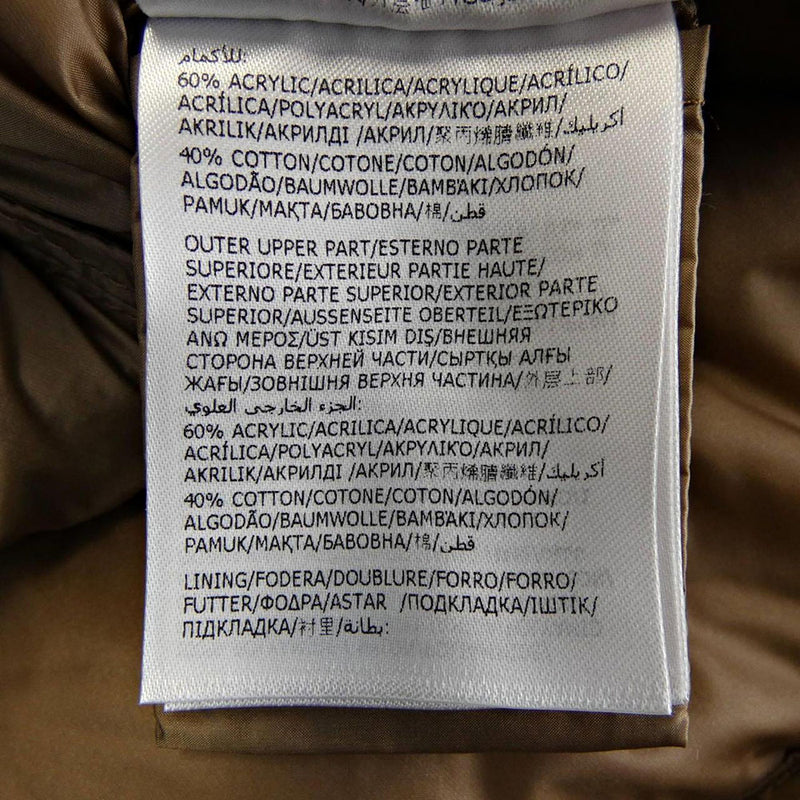 للأكمام:
60% ACRYLIC/ACRILICA/ACRYLIQUE/ACRÍLICO/
ACRÍLICA/POLYACRYL/ΑΚΡΥΛΙΚΌ/АКРИЛ/
AKRILIK/АКРИЛДІ /АКРИЛ/聚丙烯腈纖維/أكريليك/
40% COTTON/COTONE/COTON/ALGODÓN/
ALGODÃO/BAUMWOLLE/ΒΑΜΒΆΚΙ/ХЛОПОК/
PAMUK/МАҚТА/БАВОВНА/棉/قطن/
OUTER UPPER PART/ESTERNO PARTE
SUPERIORE/EXTERIEUR PARTIE HAUTE/
EXTERNO PARTE SUPERIOR/EXTERIOR PARTE
SUPERIOR/AUSSENSEITE OBERTEIL/ΕΞΩΤΕΡΙΚΟ
ΑΝΩ ΜΕΡΟΣ/ÜST KISIM DIŞ/ВНЕШНЯЯ
СТОРОНА ВЕРХНЕЙ ЧАСТИ/СЫРТҚЫ АЛҒЫ
ЖАҒЫ/ЗОВНІШНЯ ВЕРХНЯ ЧАСТИНА/外層上部/
الجزء الخارجي العلوي:
60% ACRYLIC/ACRILICA/ACRYLIQUE/ACRÍLICO/
ACRÍLICA/POLYACRYL/ΑΚΡΥΛΙΚΌ/АКРИЛ/
AKRILIK/АКРИЛДІ /АКРИЛ/聚丙烯腈纖維/أكريليك/
40% COTTON/COTONE/COTON/ALGODÓN/
ALGODÃO/BAUMWOLLE/ΒΑΜΒΆΚΙ/ХЛОПОК/
PAMUK/МАҚТА/БАВОВНА/棉/قطن/
LINING/FODERA/DOUBLURE/FORRO/FORRO/
FUTTER/ΦΟΔΡΑ/ASTAR /ПОДКЛАДКА/ІШТІК/
ПІДКЛАДКА/衬里/بطانة: